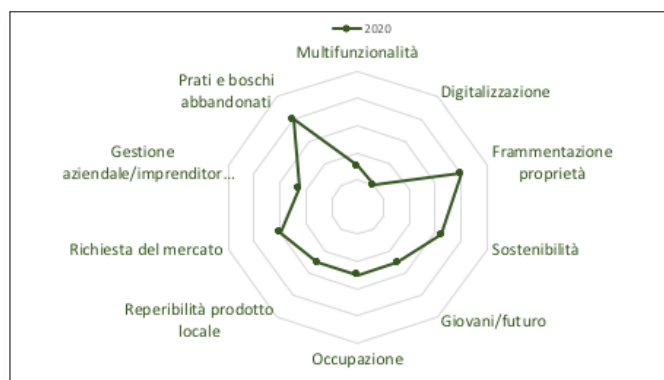 2020
Multifunzionalità
Digitalizzazione
Frammentazione
proprietà
Sostenibilità
Giovani/futuro
Occupazione
Reperibilità prodotto
locale
Richiesta del mercato
Gestione
aziendale/imprenditor...
Prati e boschi
abbandonati